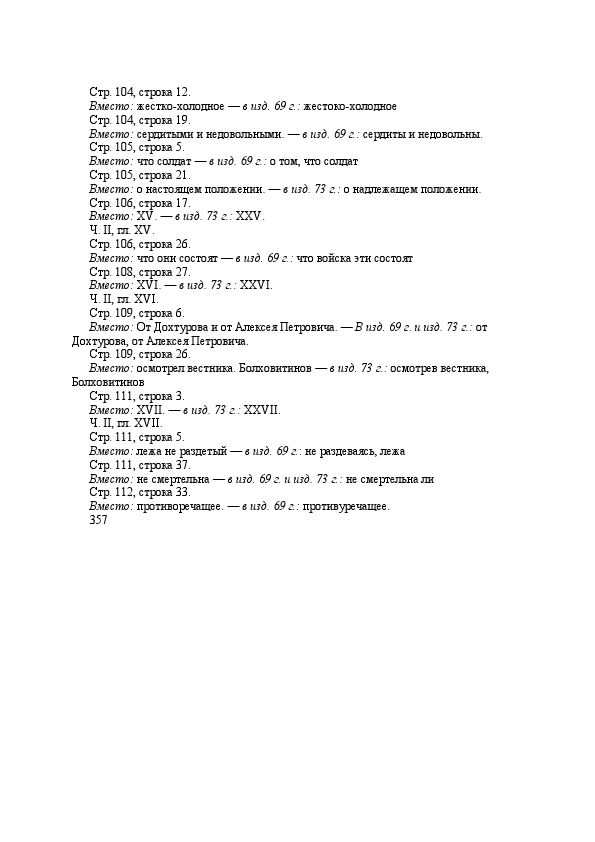 Стр. 104, строка 12.
Вместо: жестко-холодное — в изд. 69 г.: жестоко-холодное
Стр. 104, строка 19.
Вместо: сердитыми и недовольными. — в изд. 69 г.: сердиты и недовольны.
Стр. 105, строка 5.
Вместо: что солдат — в изд. 69 г.: о том, что солдат
Стр. 105, строка 21.
Вместо: о настоящем положении. — в изд. 73 г.: о надлежащем положении.
Стр. 106, строка 17.
Вместо: XV. — в изд. 73 г.: XXV.
Ч. II, гл. XV.
Стр. 106, строка 26.
Вместо: что они состоят — в изд. 69 г.: что войска эти состоят
Стр. 108, строка 27.
Вместо: XVI. — в изд. 73 г.: XXVI.
Ч. II, гл. XVI.
Стр. 109, строка 6.
Вместо: От Дохтурова и от Алексея Петровича. — В изд. 69 г. и изд. 73 г.: от
Дохтурова, от Алексея Петровича.
Стр. 109, строка 26.
Вместо: осмотрел вестника. Болховитинов — в изд. 73 г.: осмотрев вестника,
Болховитинов
Стр. 111, строка 3.
Вместо: XVII. — в изд. 73 г.: XXVII.
Ч. II, гл. XVII.
Стр. 111, строка 5.
Вместо: лежа не раздетый — в изд. 69 г.: не раздеваясь, лежа
Стр. 111, строка 37.
Вместо: не смертельна — в изд. 69 г. и изд. 73 г.: не смертельна ли
Стр. 112, строка 33.
Вместо: противоречащее. — в изд. 69 г.: противуречащее.
357